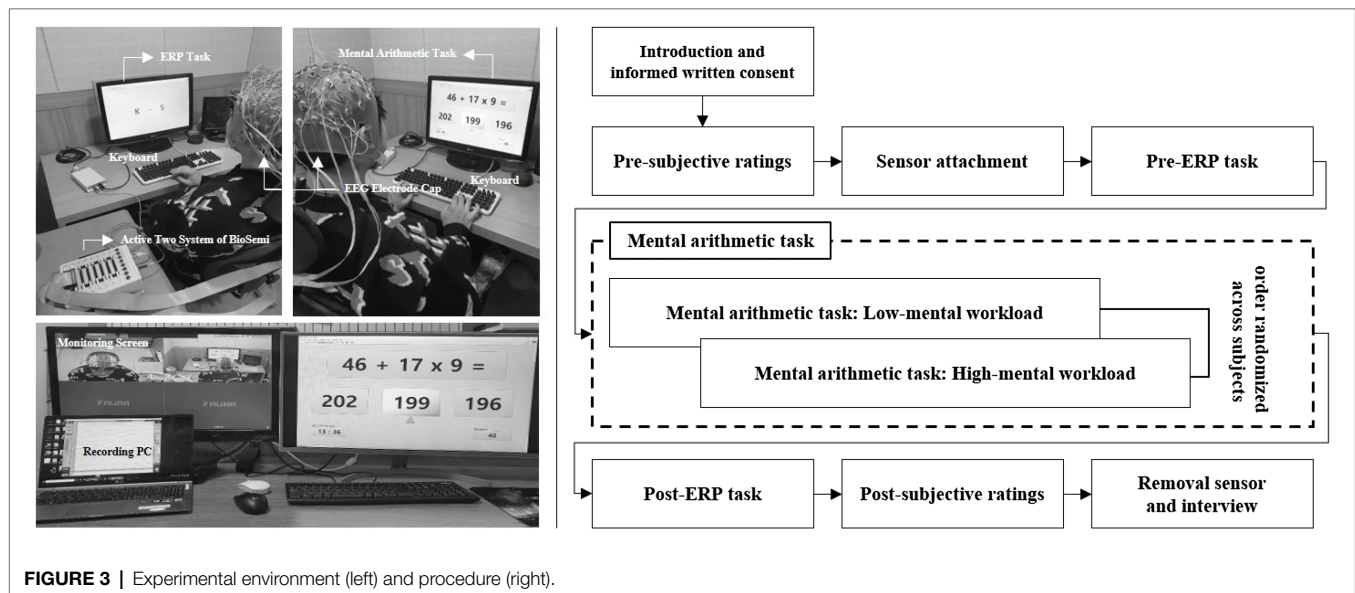 ERP Task
K - S
Keyboard
Active Two System of BioSemi
Mental Arithmetic Task
46 + 17 x 9 =
202 199 196
Keyboard
EEG Electrode Cap
Monitoring Screen
AURA AURA
Recording PC
46 + 17 x 9 =
202 199 196
13 : 36
40
Introduction and
informed written consent
Pre-subjective ratings
Sensor attachment
Pre-ERP task
Mental arithmetic task
Mental arithmetic task: Low-mental workload
Mental arithmetic task: High-mental workload
order randomized
across subjects
Post-ERP task
Post-subjective ratings
Removal sensor
and interview
FIGURE 3 | Experimental environment (left) and procedure (right).